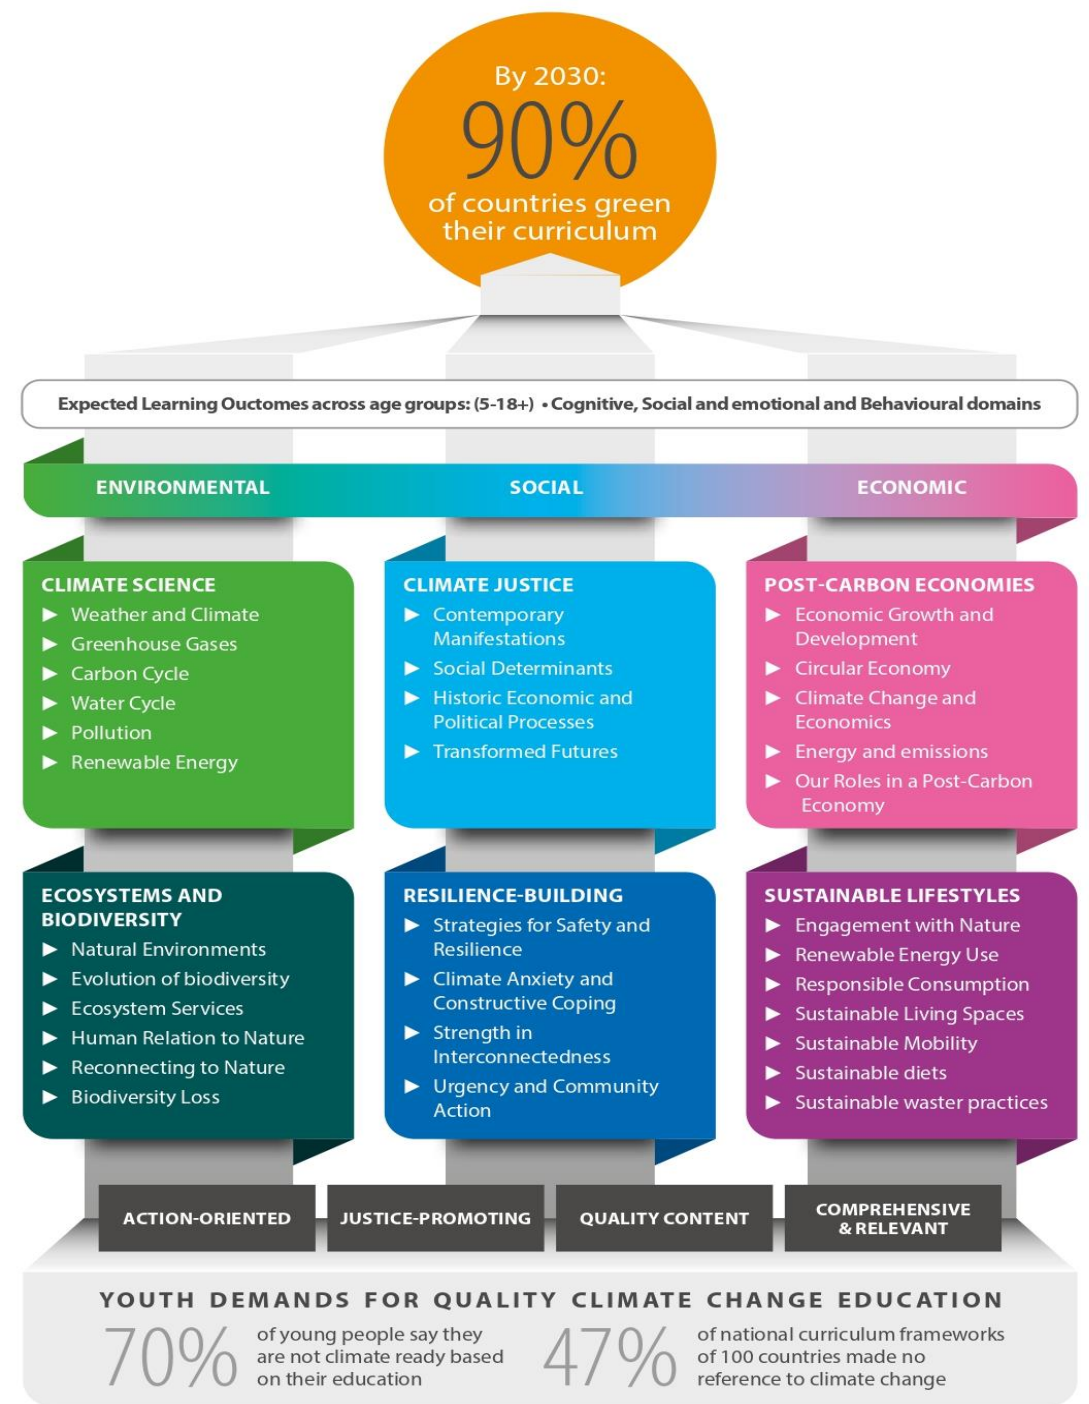 By 2030:
90%
of countries green
their curriculum
Expected Learning Ouctomes across age groups: (5-18+) • Cognitive, Social and emotional and Behavioural domains
ENVIRONMENTAL
SOCIAL
ECONOMIC
CLIMATE SCIENCE
▶ Weather and Climate
▶ Greenhouse Gases
▶ Carbon Cycle
▶ Water Cycle
▶ Pollution
▶ Renewable Energy
CLIMATE JUSTICE
▶ Contemporary
Manifestations
▶ Social Determinants
▶ Historic Economic and
Political Processes
▶ Transformed Futures
POST-CARBON ECONOMIES
▶ Economic Growth and
Development
▶ Circular Economy
▶ Climate Change and
Economics
▶ Energy and emissions
▶ Our Roles in a Post-Carbon
Economy
ECOSYSTEMS AND
BIODIVERSITY
▶ Natural Environments
▶ Evolution of biodiversity
▶ Ecosystem Services
▶ Human Relation to Nature
▶ Reconnecting to Nature
▶ Biodiversity Loss
RESILIENCE-BUILDING
▶ Strategies for Safety and
Resilience
▶ Climate Anxiety and
Constructive Coping
▶ Strength in
Interconnectedness
▶ Urgency and Community
Action
SUSTAINABLE LIFESTYLES
▶ Engagement with Nature
▶ Renewable Energy Use
▶ Responsible Consumption
▶ Sustainable Living Spaces
▶ Sustainable Mobility
▶ Sustainable diets
▶ Sustainable waster practices
ACTION-ORIENTED
JUSTICE-PROMOTING
QUALITY CONTENT
COMPREHENSIVE
& RELEVANT
YOUTH DEMANDS FOR QUALITY CLIMATE CHANGE EDUCATION
70%
of young people say they
are not climate ready based
on their education
47%
of national curriculum frameworks
of 100 countries made no
reference to climate change